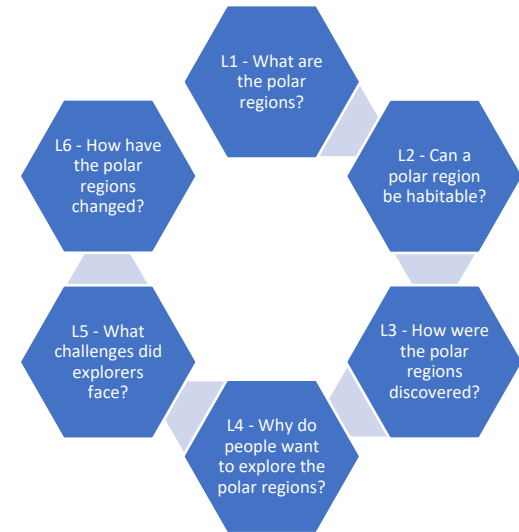 L1 - What are
the polar
regions?
L2 - Can a
polar region
be habitable?
L3 - How were
the polar
regions
discovered?
L4 - Why do
people want
to explore the
polar regions?
L5 - What
challenges did
explorers
face?
L6 - How have
the polar
regions
changed?